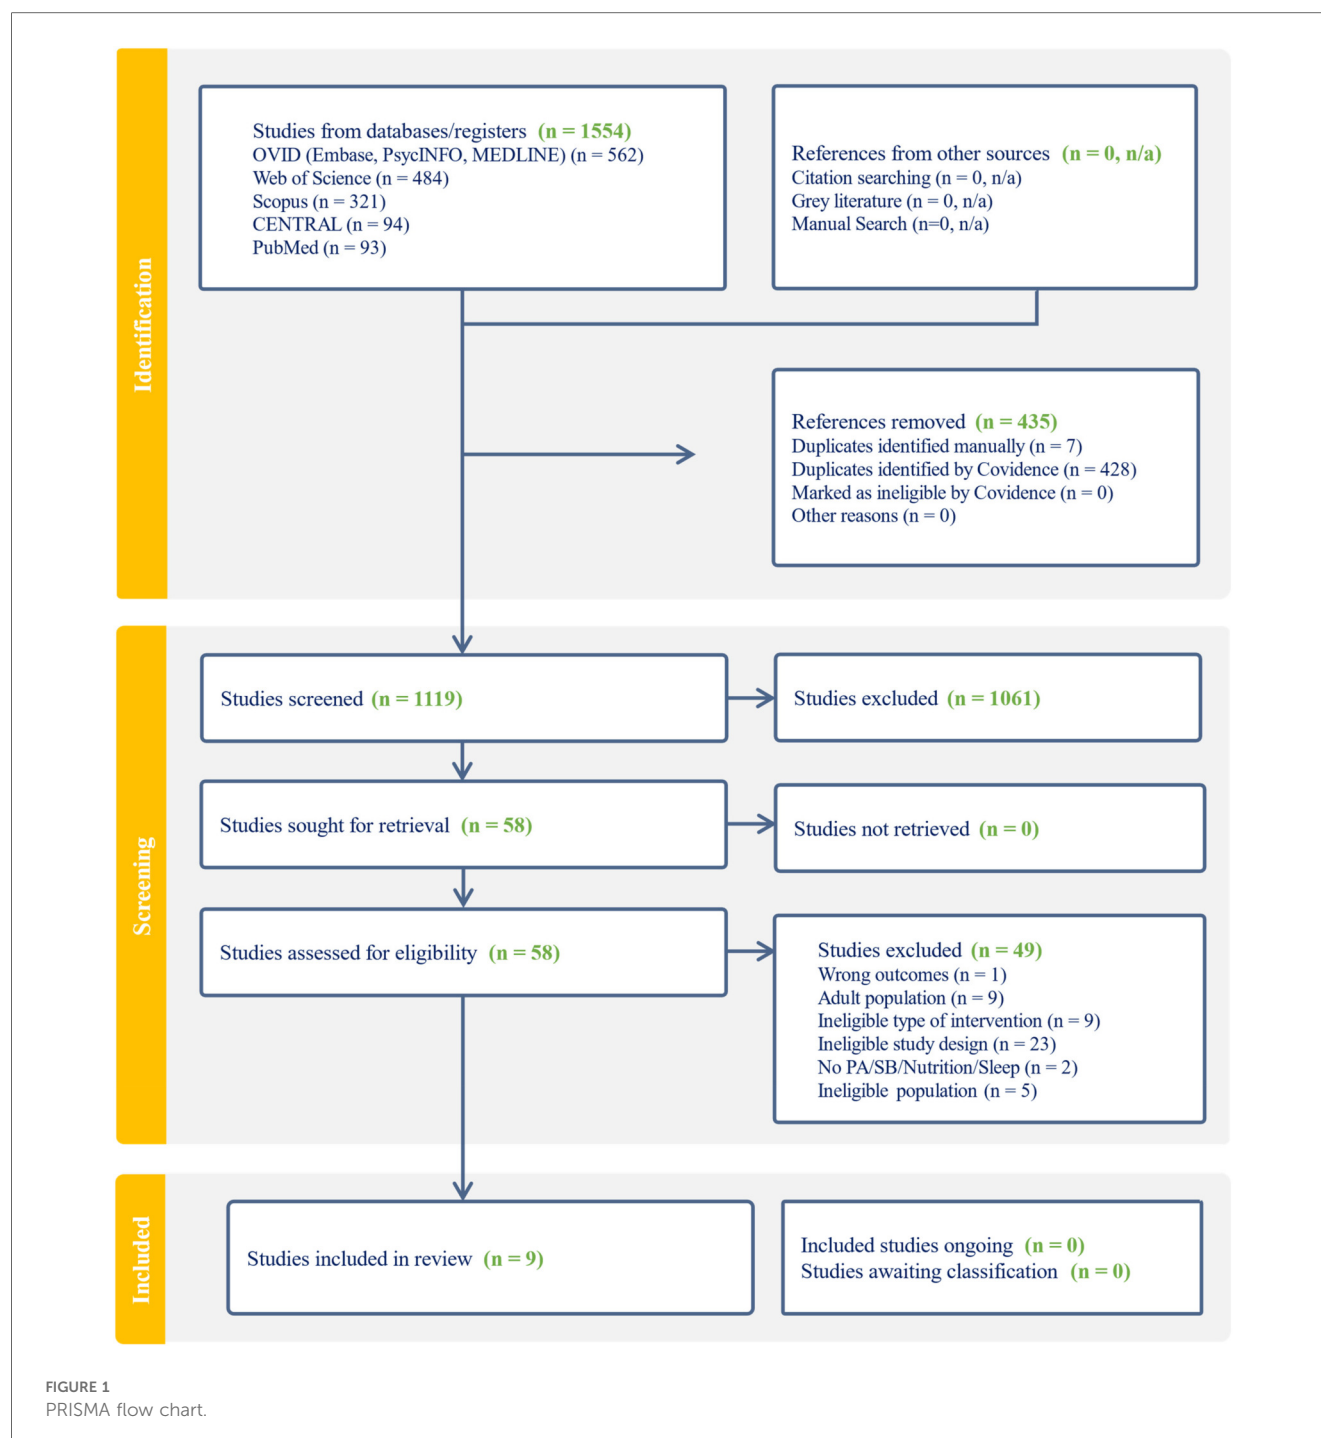 Identification
Studies from databases/registers (n = 1554)
OVID (Embase, PsycINFO, MEDLINE) (n = 562)
Web of Science (n = 484)
Scopus (n = 321)
CENTRAL (n = 94)
PubMed (n = 93)
References from other sources (n = 0, n/a)
Citation searching (n = 0, n/a)
Grey literature (n = 0, n/a)
Manual Search (n=0, n/a)
References removed (n = 435)
Duplicates identified manually (n = 7)
Duplicates identified by Covidence (n = 428)
Marked as ineligible by Covidence (n = 0)
Other reasons (n = 0)
Screening
Studies screened (n = 1119)
Studies excluded (n = 1061)
Studies sought for retrieval (n = 58)
Studies not retrieved (n = 0)
Studies assessed for eligibility (n = 58)
Studies excluded (n = 49)
Wrong outcomes (n = 1)
Adult population (n = 9)
Ineligible type of intervention (n = 9)
Ineligible study design (n = 23)
No PA/SB/Nutrition/Sleep (n = 2)
Ineligible population (n = 5)
Included
Studies included in review (n = 9)
Included studies ongoing (n = 0)
Studies awaiting classification (n = 0)
FIGURE 1
PRISMA flow chart.